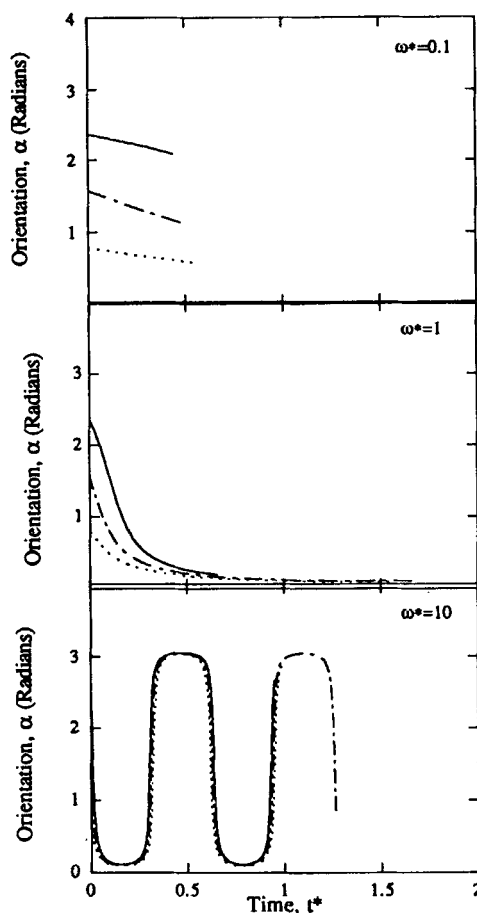 4
ω*=0.1
3
2
1
Orientation, α (Radians)
ω*=1
3
2
1
Orientation, α (Radians)
ω*=10
3
2
1
0
Orientation, α (Radians)
0 0.5 1 1.5 2
Time, t*